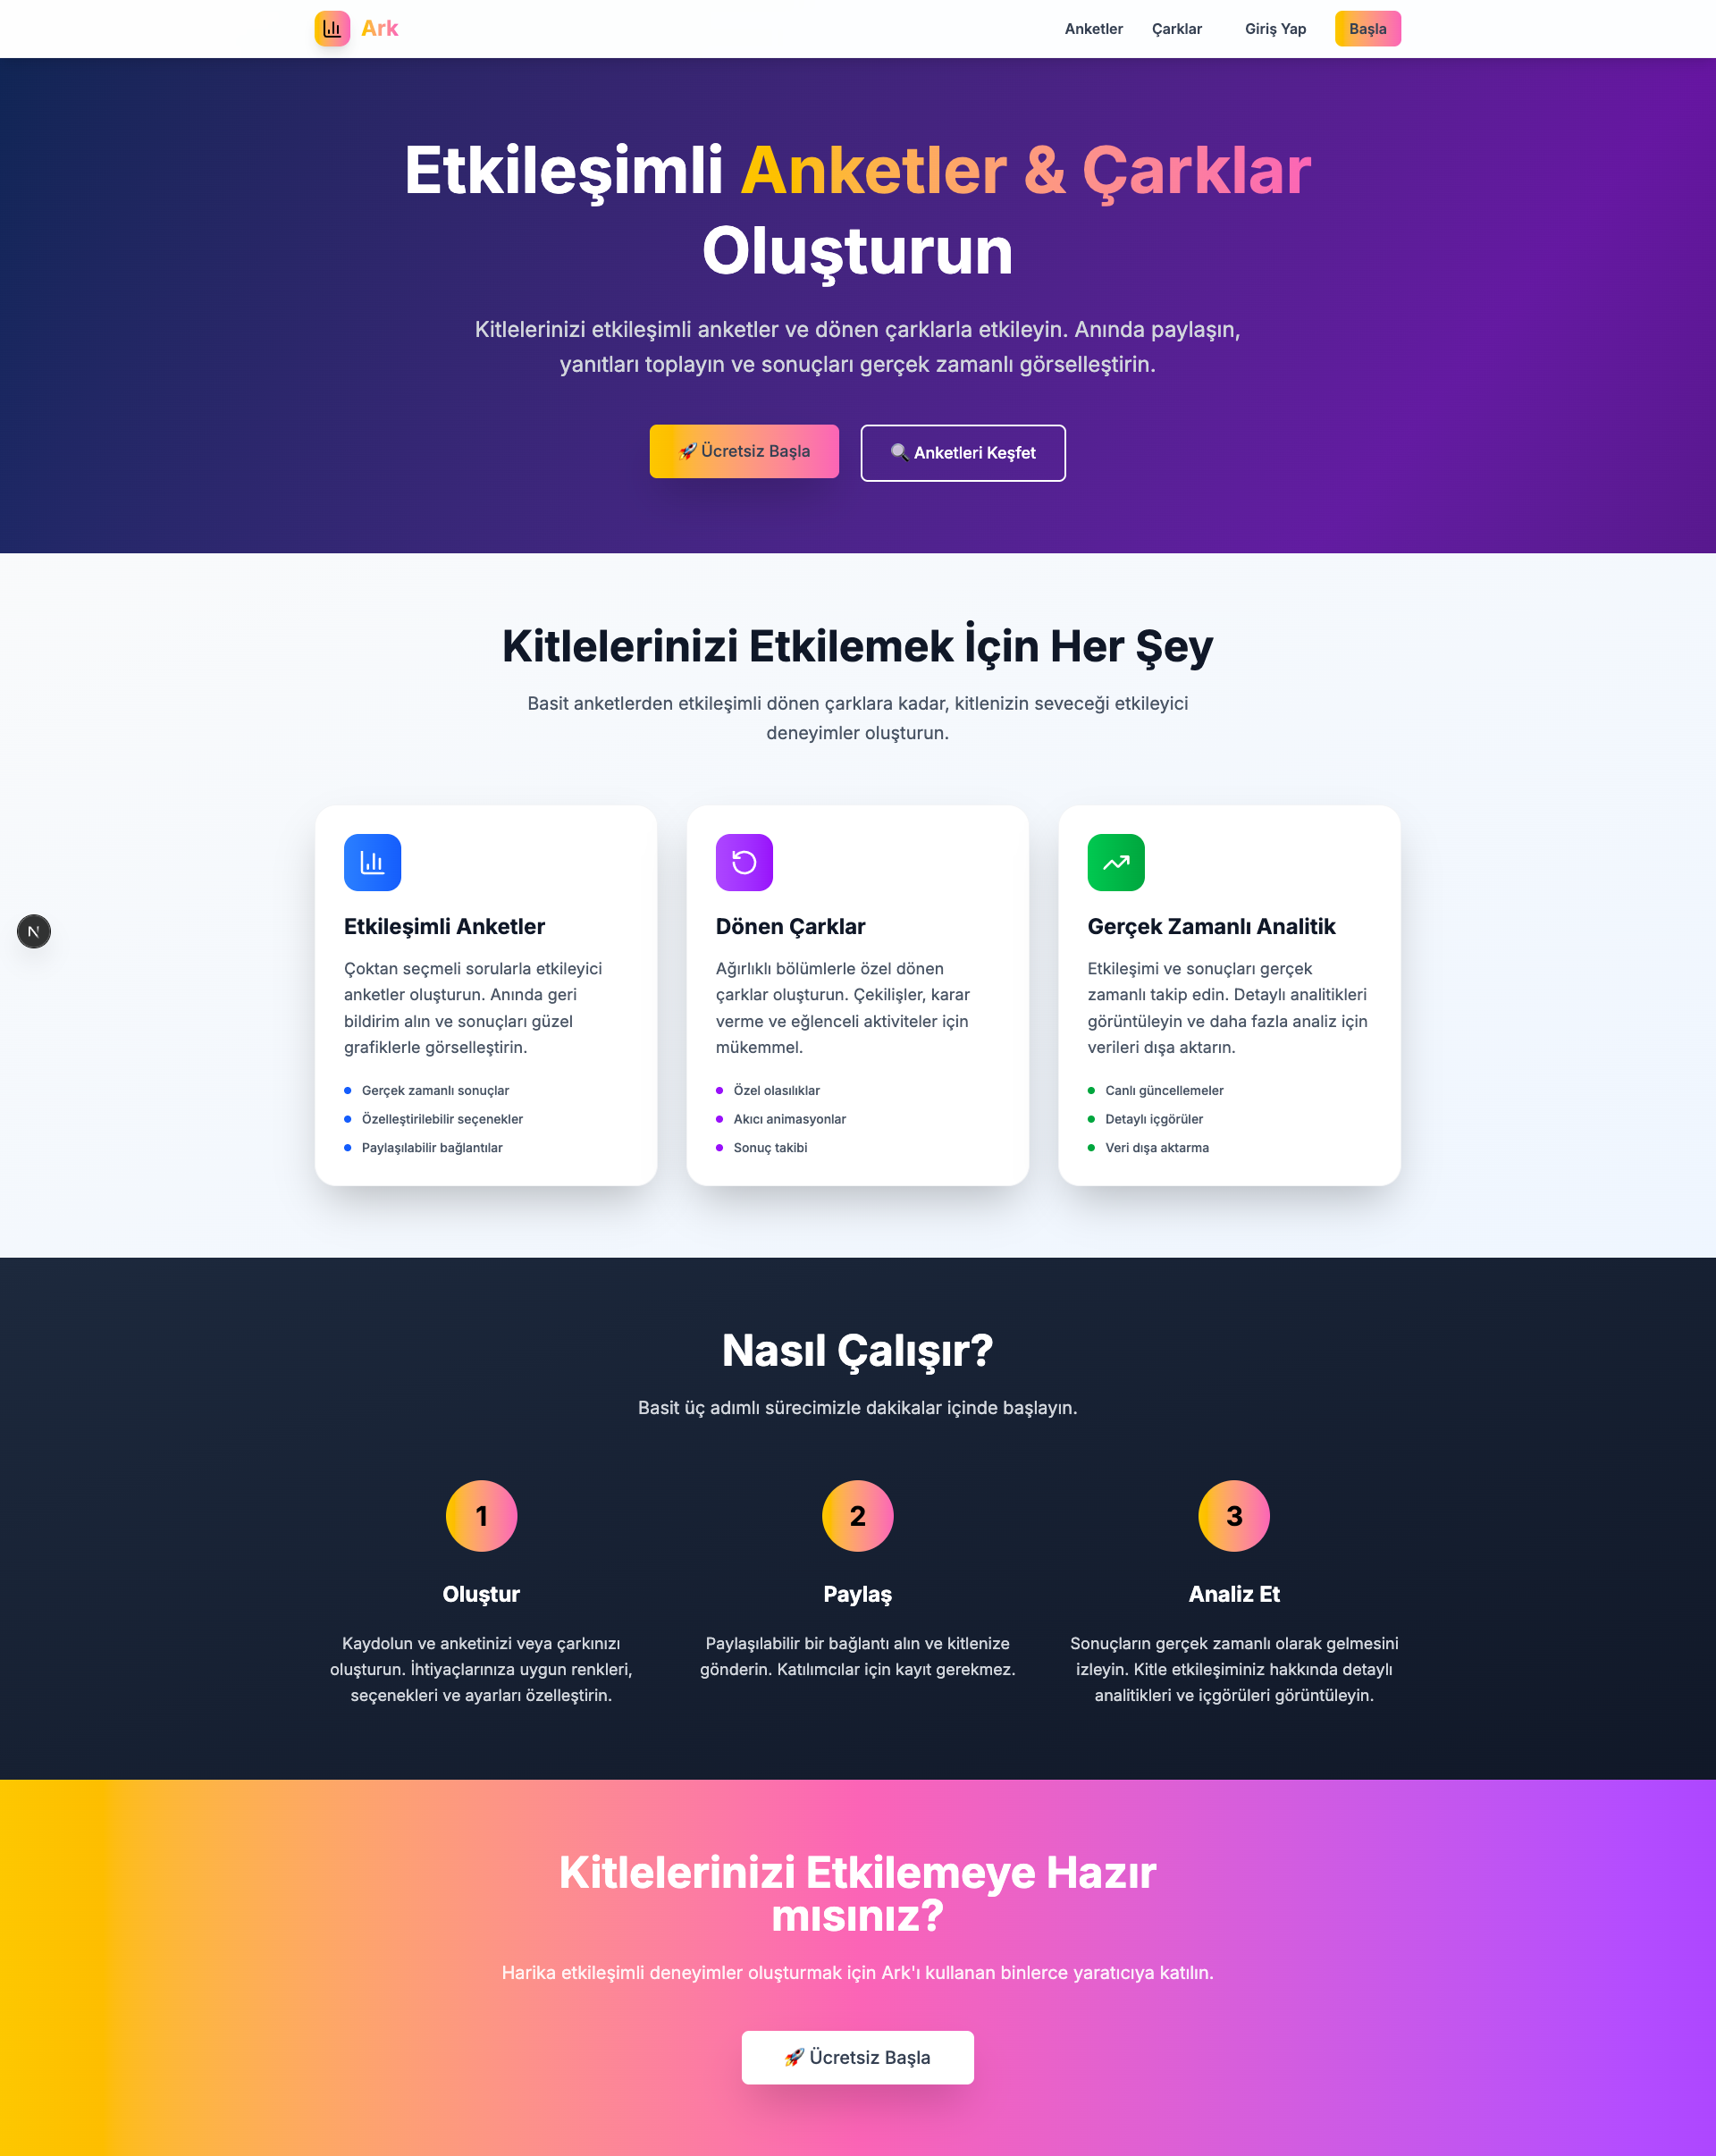 Ark
Anketler
Çarklar
Giriş Yap
Başla
Etkileşimli Anketler & Çarklar
Oluşturun
Kitlelerinizi etkileşimli anketler ve dönen çarklarla etkileyin. Anında paylaşın,
yanıtları toplayın ve sonuçları gerçek zamanlı görselleştirin.
🚀 Ücretsiz Başla
🔍 Anketleri Keşfet
Kitlelerinizi Etkilemek İçin Her Şey
Basit anketlerden etkileşimli dönen çarklara kadar, kitlenizin seveceği etkileyici
deneyimler oluşturun.
Etkileşimli Anketler
Çoktan seçmeli sorularla etkileyici
anketler oluşturun. Anında geri
bildirim alın ve sonuçları güzel
grafiklerle görselleştirin.
Gerçek zamanlı sonuçlar
Özelleştirilebilir seçenekler
Paylaşılabilir bağlantılar
Dönen Çarklar
Ağırlıklı bölümlerle özel dönen
çarklar oluşturun. Çekilişler, karar
verme ve eğlenceli aktiviteler için
mükemmel.
Özel olasılıklar
Akıcı animasyonlar
Sonuç takibi
Gerçek Zamanlı Analitik
Etkileşimi ve sonuçları gerçek
zamanlı takip edin. Detaylı analitikleri
görüntüleyin ve daha fazla analiz için
verileri dışa aktarın.
Canlı güncellemeler
Detaylı içgörüler
Veri dışa aktarma
N
Nasıl Çalışır?
Basit üç adımlı sürecimizle dakikalar içinde başlayın.
1
Oluştur
Kaydolun ve anketinizi veya çarkınızı
oluşturun. İhtiyaçlarınıza uygun renkleri,
seçenekleri ve ayarları özelleştirin.
2
Paylaş
Paylaşılabilir bir bağlantı alın ve kitlenize
gönderin. Katılımcılar için kayıt gerekmez.
3
Analiz Et
Sonuçların gerçek zamanlı olarak gelmesini
izleyin. Kitle etkileşiminiz hakkında detaylı
analitikleri ve içgörüleri görüntüleyin.
Kitlelerinizi Etkilemeye Hazır
mısınız?
Harika etkileşimli deneyimler oluşturmak için Ark'ı kullanan binlerce yaratıcıya katılın.
🚀 Ücretsiz Başla